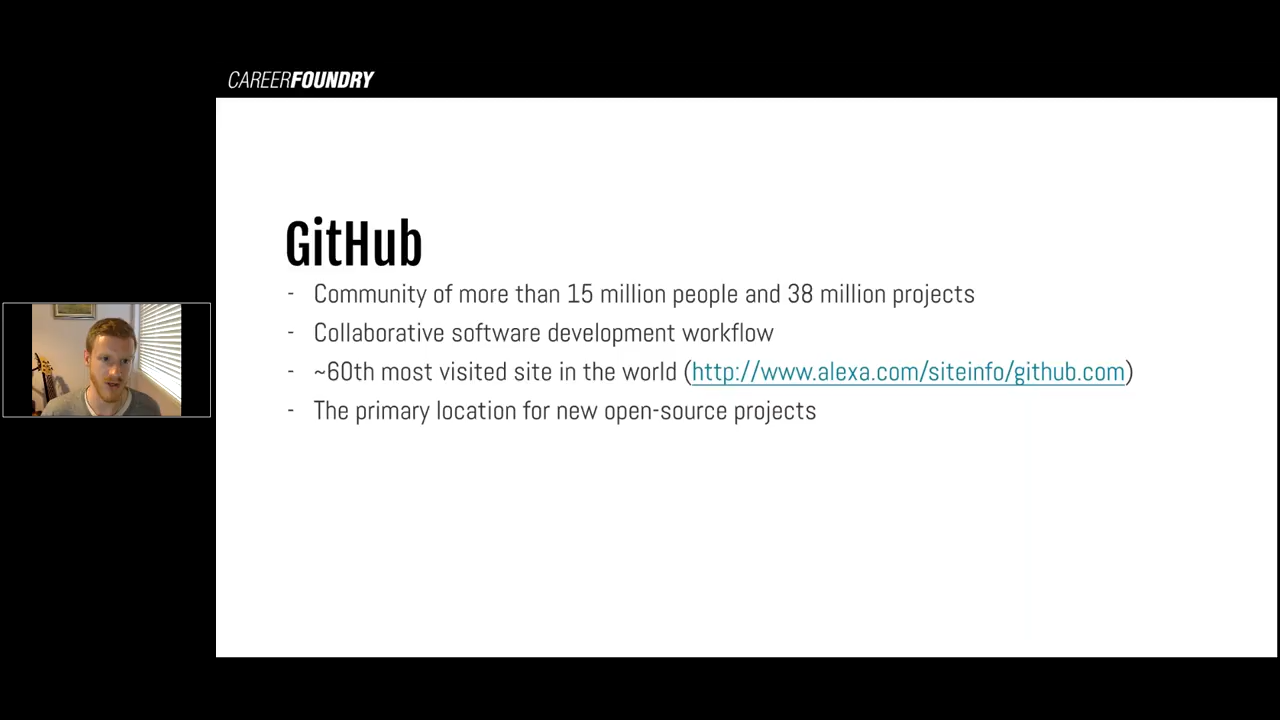 CAREERFOUNDRY
GitHub
- Community of more than 15 million people and 38 million projects
- Collaborative software development workflow
- ~60th most visited site in the world (http://www.alexa.com/siteinfo/github.com)
- The primary location for new open-source projects